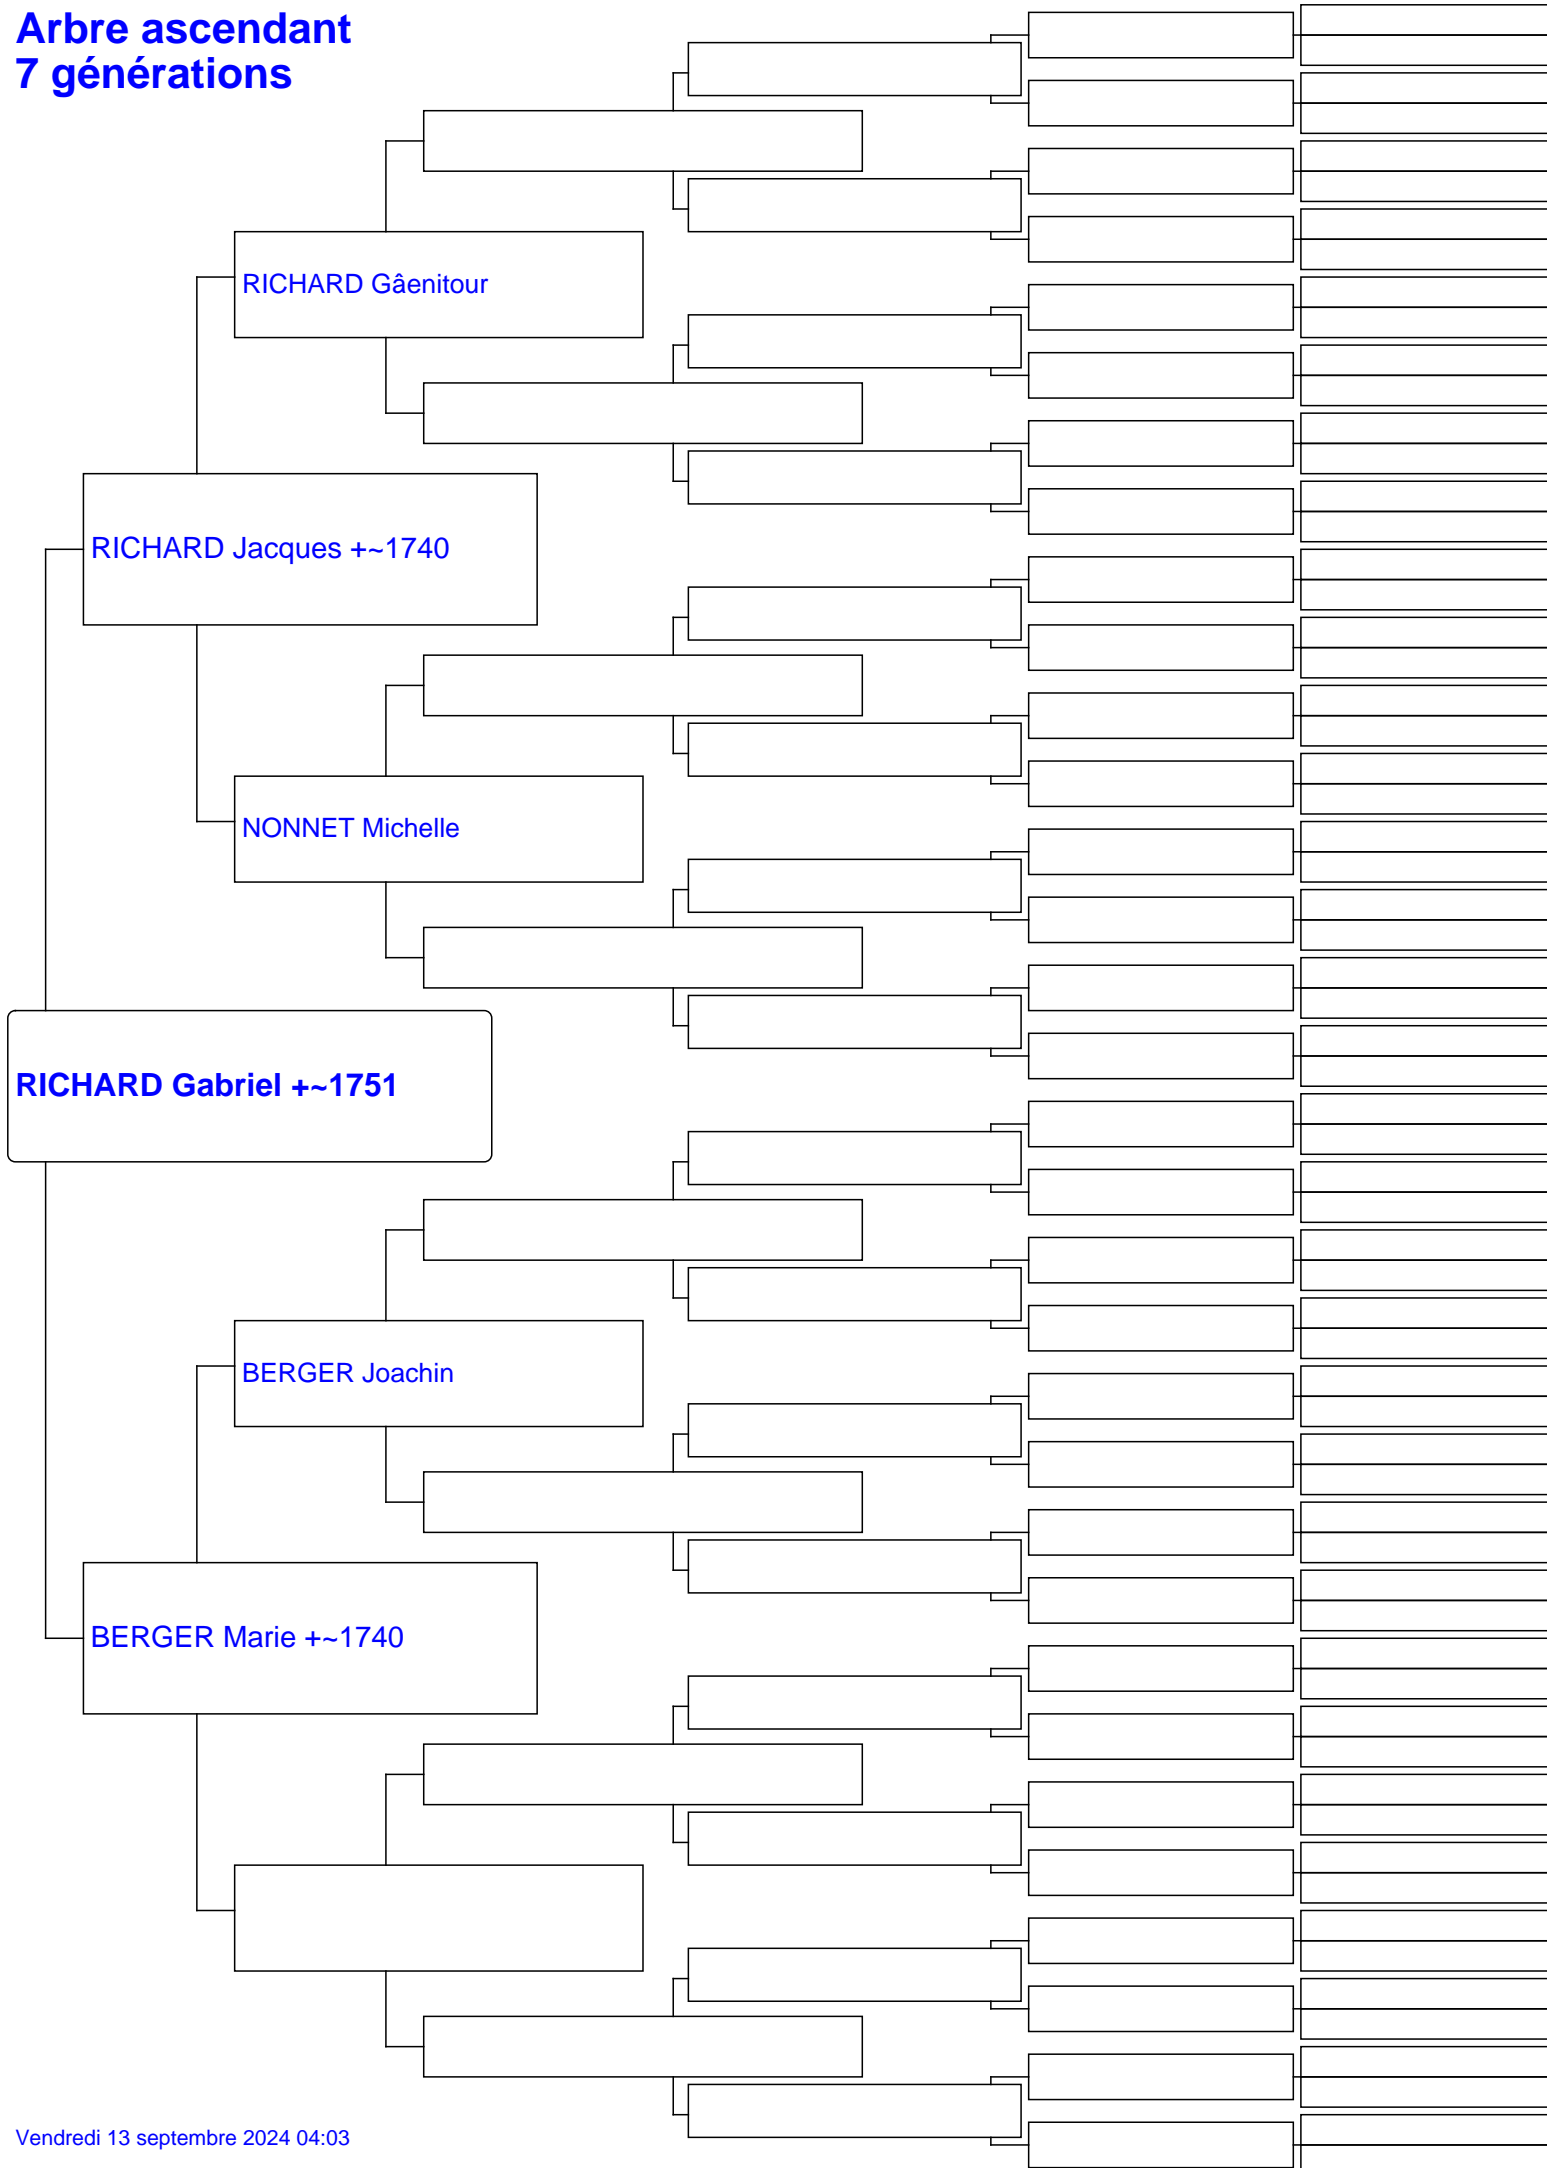 Arbre ascendant
7 générations
RICHARD Gâenitour
RICHARD Jacques +~1740
NONNET Michelle
RICHARD Gabriel +~1751
BERGER Joachin
BERGER Marie +~1740
Vendredi 13 septembre 2024 04:03